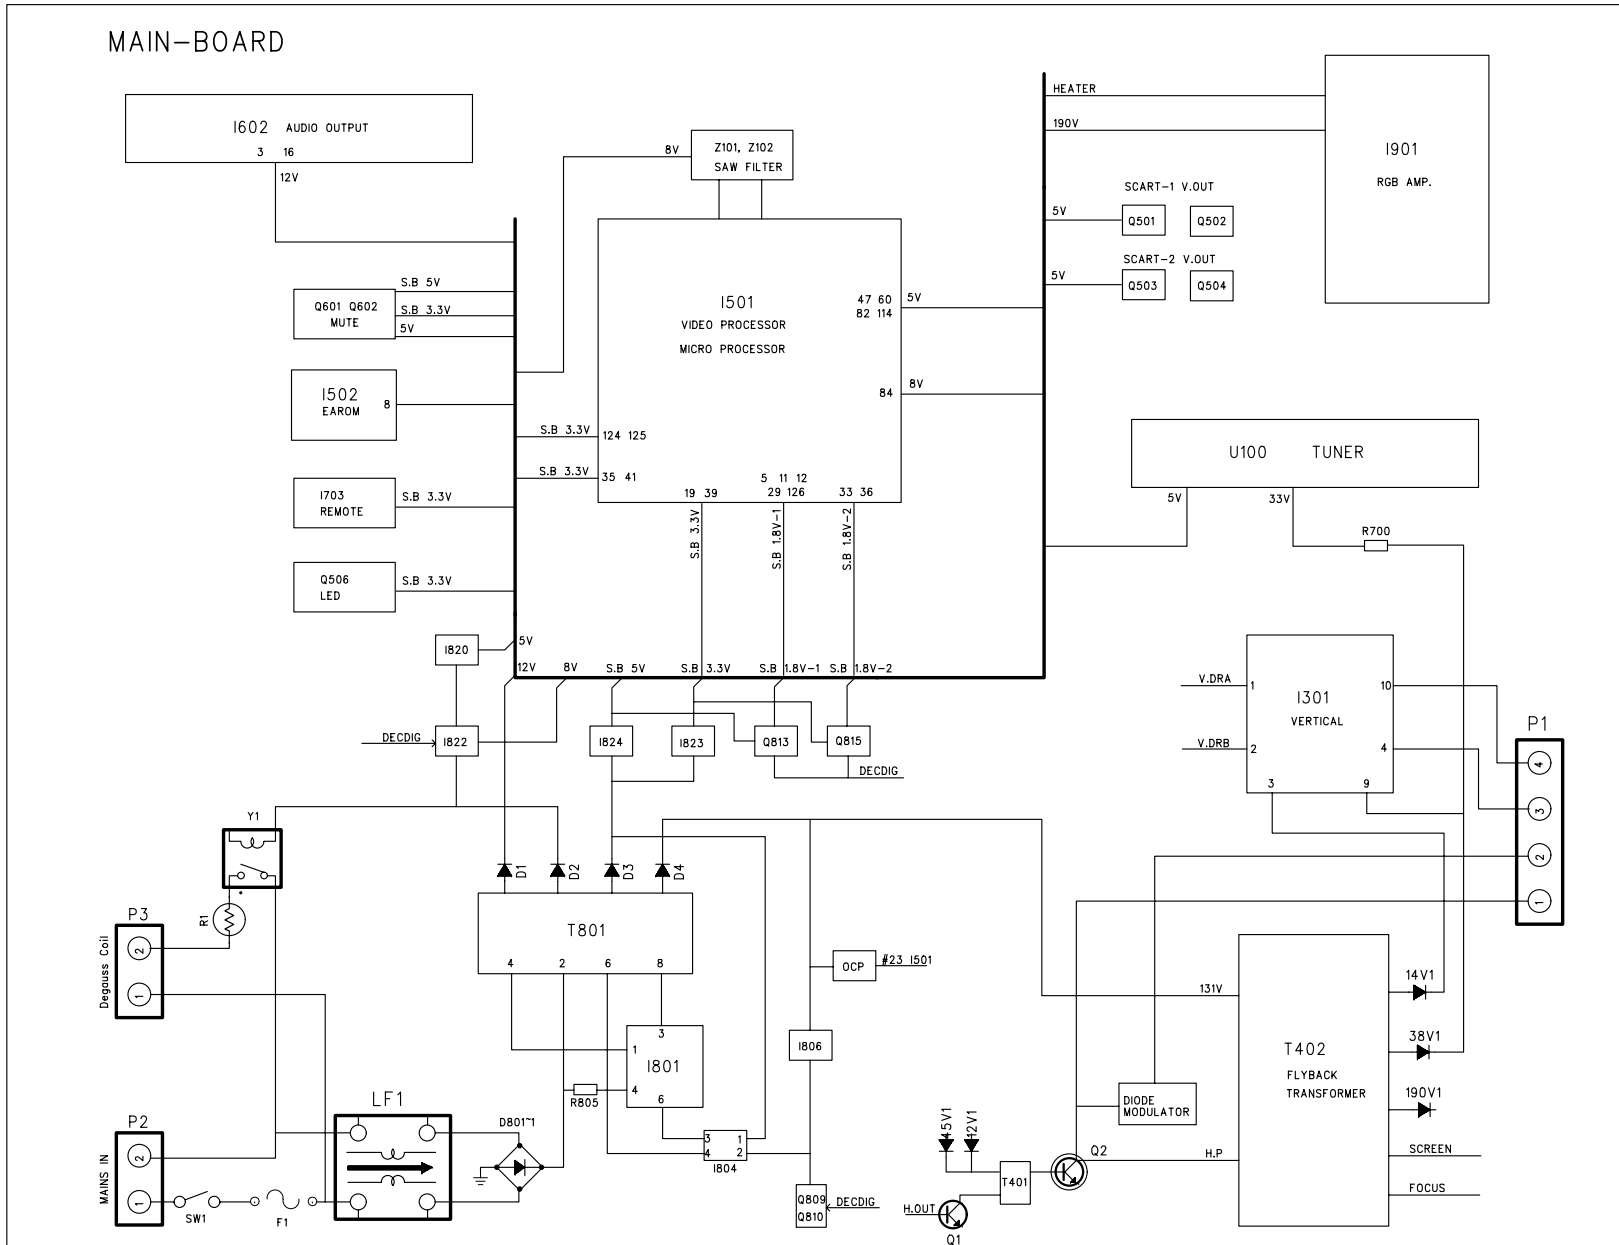 MAIN-BOARD
I602 AUDIO OUTPUT
3 16
12V
8V
Z101, Z102
SAW FILTER
HEATER
190V
I901
RGB AMP.
SCART-1 V.OUT
5V
Q501 Q502
SCART-2 V.OUT
5V
Q503 Q504
Q601 Q602
MUTE
S.B 5V
S.B 3.3V
5V
I501
VIDEO PROCESSOR
MICRO PROCESSOR
47 60
82 114
5V
84
8V
I502
EAROM
8
S.B 3.3V
124 125
S.B 3.3V
35 41
19 39
5 11 12
29 126
33 36
S.B 3.3V
S.B 1.8V-1
S.B 1.8V-2
I703
REMOTE
S.B 3.3V
Q506
LED
S.B 3.3V
U100 TUNER
5V
33V
R700
I820
5V
12V
8V
S.B 5V
S.B 3.3V
S.B 1.8V-1
S.B 1.8V-2
DECDIG
I822
I824
I823
Q813
Q815
DECDIG
V.DRA
1
10
I301
VERTICAL
V.DRB
2
4
3
9
P1
4
3
2
1
Y1
R1
D1
D2
D3
D4
P3
2
1
Degauss Coil
T801
4 2 6 8
OCP
#23 I501
131V
14V1
38V1
190V1
T402
FLYBACK
TRANSFORMER
SCREEN
FOCUS
H.P
3
1
I801
4
6
R805
I806
3 1
4 2
I804
LF1
D801~1
P2
2
1
MAINS IN
SW1
F1
Q809
Q810
DECDIG
DIODE
MODULATOR
45V1
12V1
T401
Q2
H.OUT
Q1